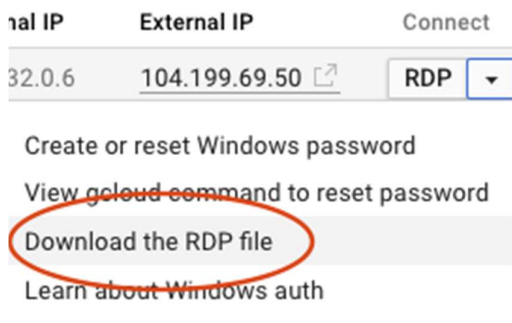 nal IP External IP Connect
32.0.6 104.199.69.50 RDP
Create or reset Windows password
View gcloud command to reset password
Download the RDP file
Learn about Windows auth